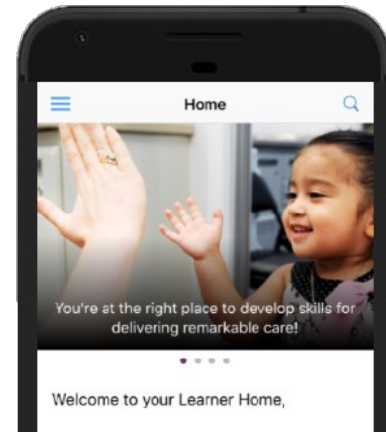 Home
You're at the right place to develop skills for
delivering remarkable care!
Welcome to your Learner Home,